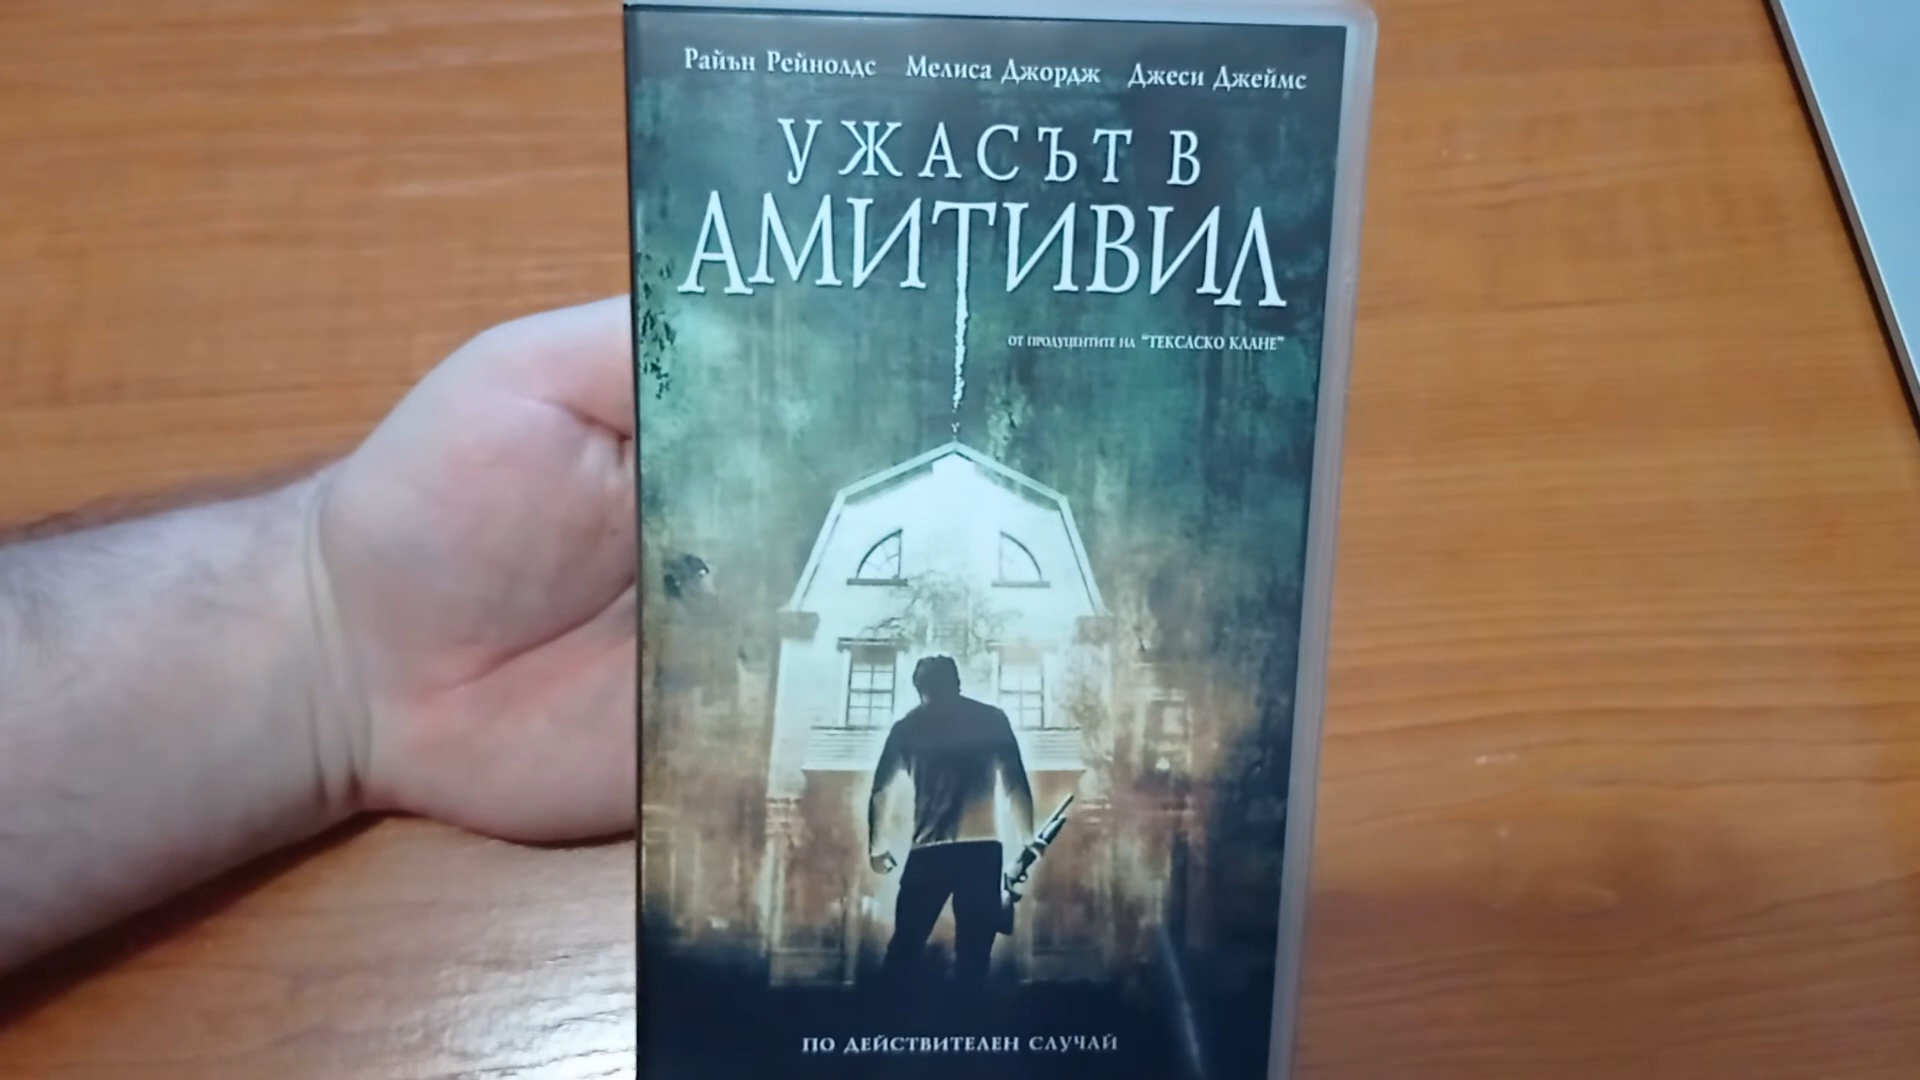 Райън Рейнолдс Мелиса Джордж Джеси Джеймс
УЖАСЪТ В
АМИТИВИЛ
ОТ ПРОДУЦЕНТИТЕ НА "ТЕКСАСКО КЛАНЕ"
ПО ДЕЙСТВИТЕЛЕН СЛУЧАЙ